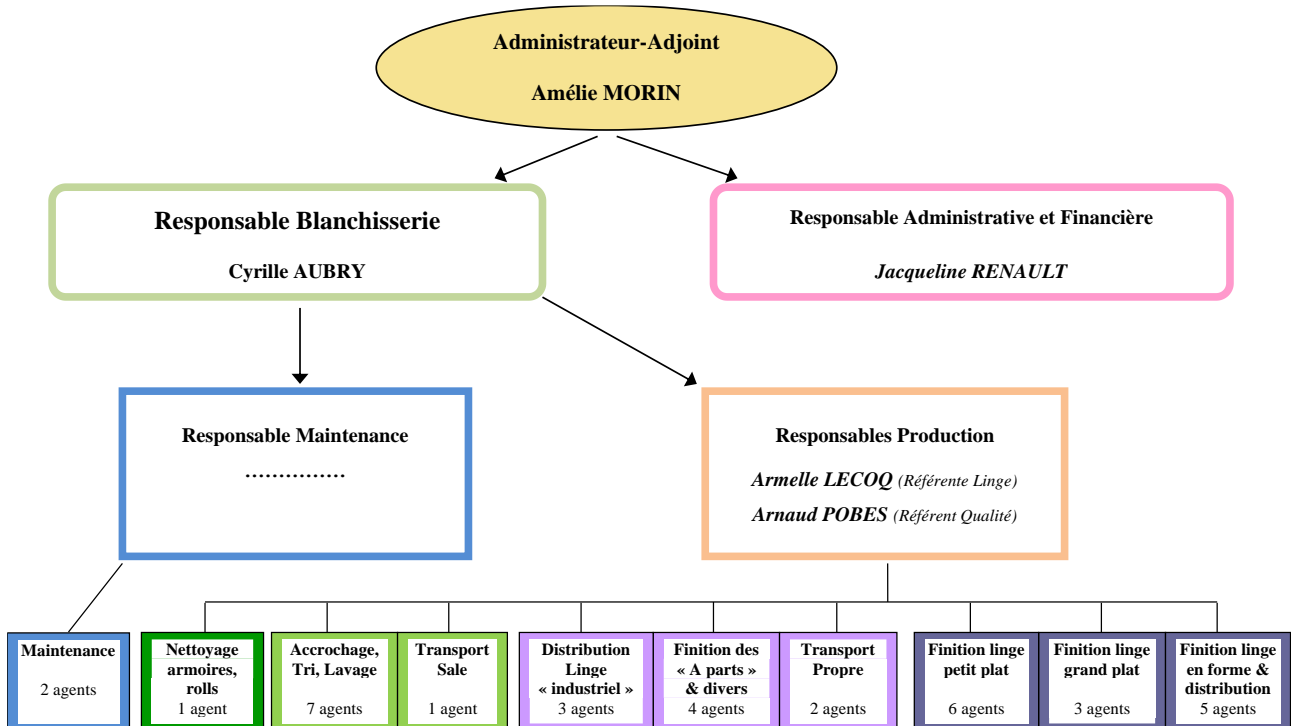 Administrateur-Adjoint
Amélie MORIN
Responsable Blanchisserie
Cyrille AUBRY
Responsable Administrative et Financière
Jacqueline RENAULT
Responsable Maintenance
……………
Responsables Production
Armelle LECOQ (Référente Linge)
Arnaud POBES (Référent Qualité)
Maintenance
2 agents
Nettoyage
armoires,
rolls
1 agent
Accrochage,
Tri, Lavage
7 agents
Transport
Sale
1 agent
Distribution
Linge
« industriel »
3 agents
Finition des
« A parts »
& divers
4 agents
Transport
Propre
2 agents
Finition linge
petit plat
6 agents
Finition linge
grand plat
3 agents
Finition linge
en forme &
distribution
5 agents